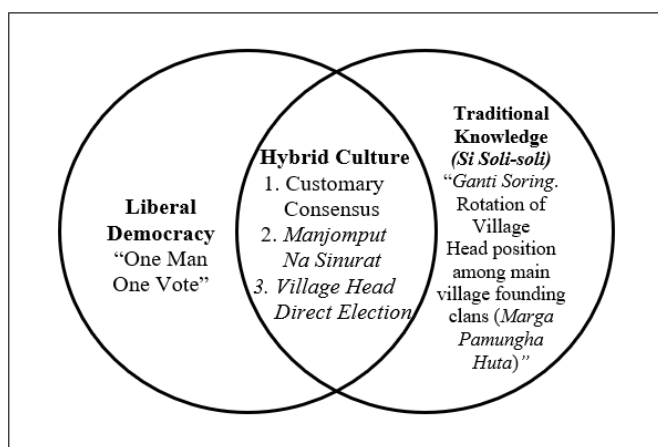 Liberal
Democracy
“One Man
One Vote”
Hybrid Culture
1. Customary
Consensus
2. Manjomput
Na Sinurat
3. Village Head
Direct Election
Traditional
Knowledge
(Si Soli-soli)
“Ganti Soring.
Rotation of
Village
Head position
among main
village founding
clans (Marga
Pamungha
Huta)”